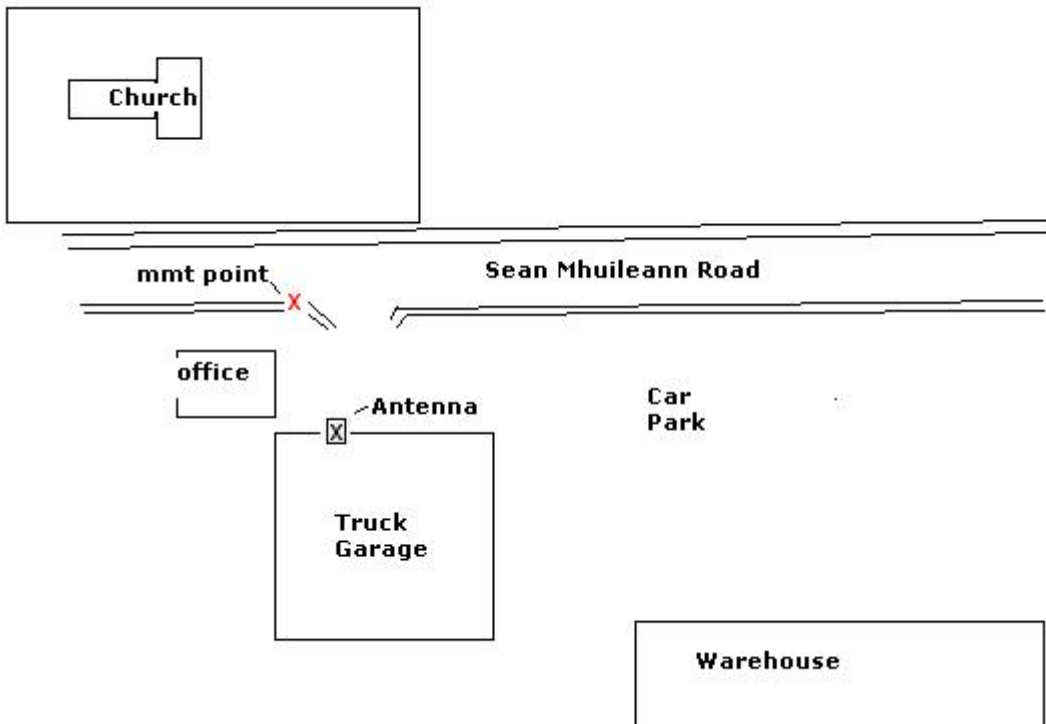 Church
mmt point
Sean Mhuileann Road
X
office
Antenna
X
Car
Park
Truck
Garage
Warehouse